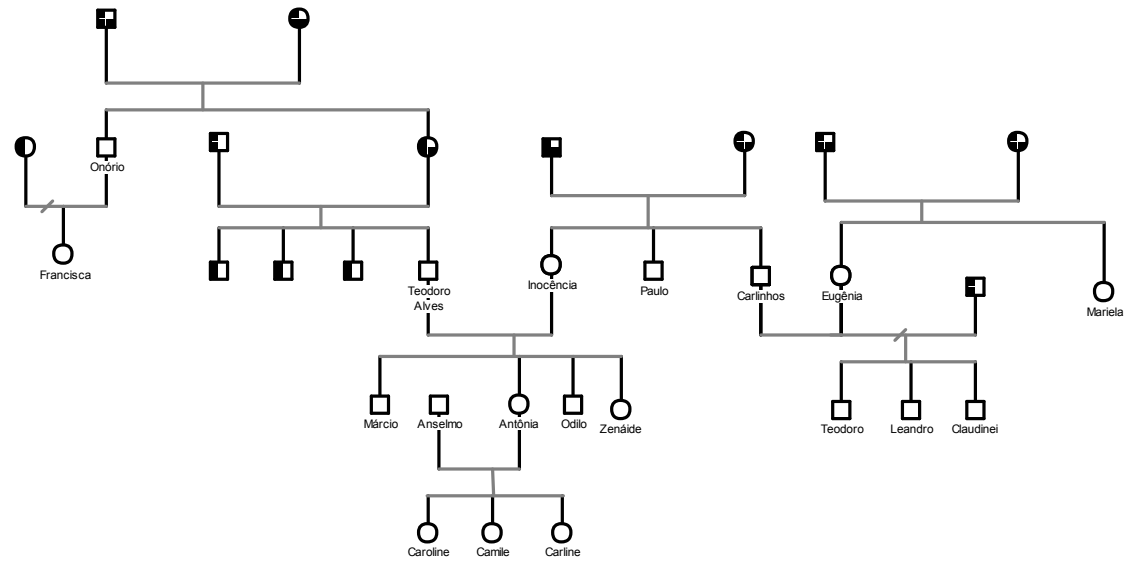 Onório
Francisca
Teodoro
Alves
Inocência
Paulo
Carlinhos
Eugênia
Mariela
Márcio
Anselmo
Antônia
Odilo
Zenáide
Teodoro
Leandro
Claudinei
Caroline
Camile
Carline